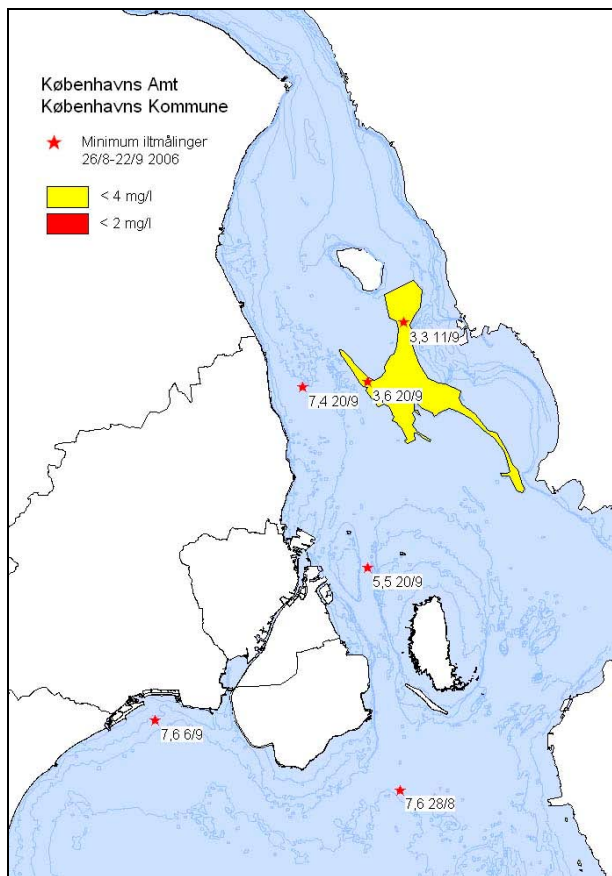 Københavns Amt
Københavns Kommune
Minimum iltmålinger
26/8-22/9 2006
< 4 mg/l
< 2 mg/l
3,3 11/9
7,4 20/9
3,6 20/9
5,5 20/9
7,6 6/9
7,6 28/8